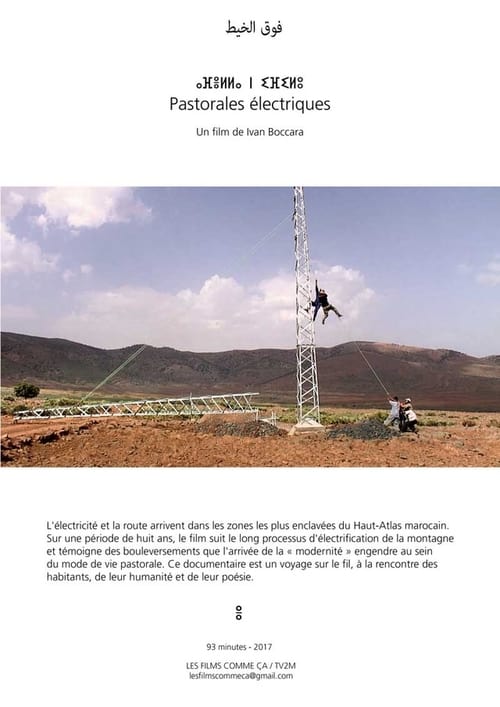 فوق الخيط
ⴰⴼⵓⵍⵍⴰ ⵏ ⵉⴼⵉⵍⵓ
Pastorales électriques
Un film de Ivan Boccara
L'électricité et la route arrivent dans les zones les plus enclavées du Haut-Atlas marocain.
Sur une période de huit ans, le film suit le long processus d'électrification de la montagne
et témoigne des bouleversements que l'arrivée de la « modernité » engendre au sein
du mode de vie pastorale. Ce documentaire est un voyage sur le fil, à la rencontre des
habitants, de leur humanité et de leur poésie.
93 minutes - 2017
LES FILMS COMME ÇA / TV2M
lesfilmscommeca@gmail.com